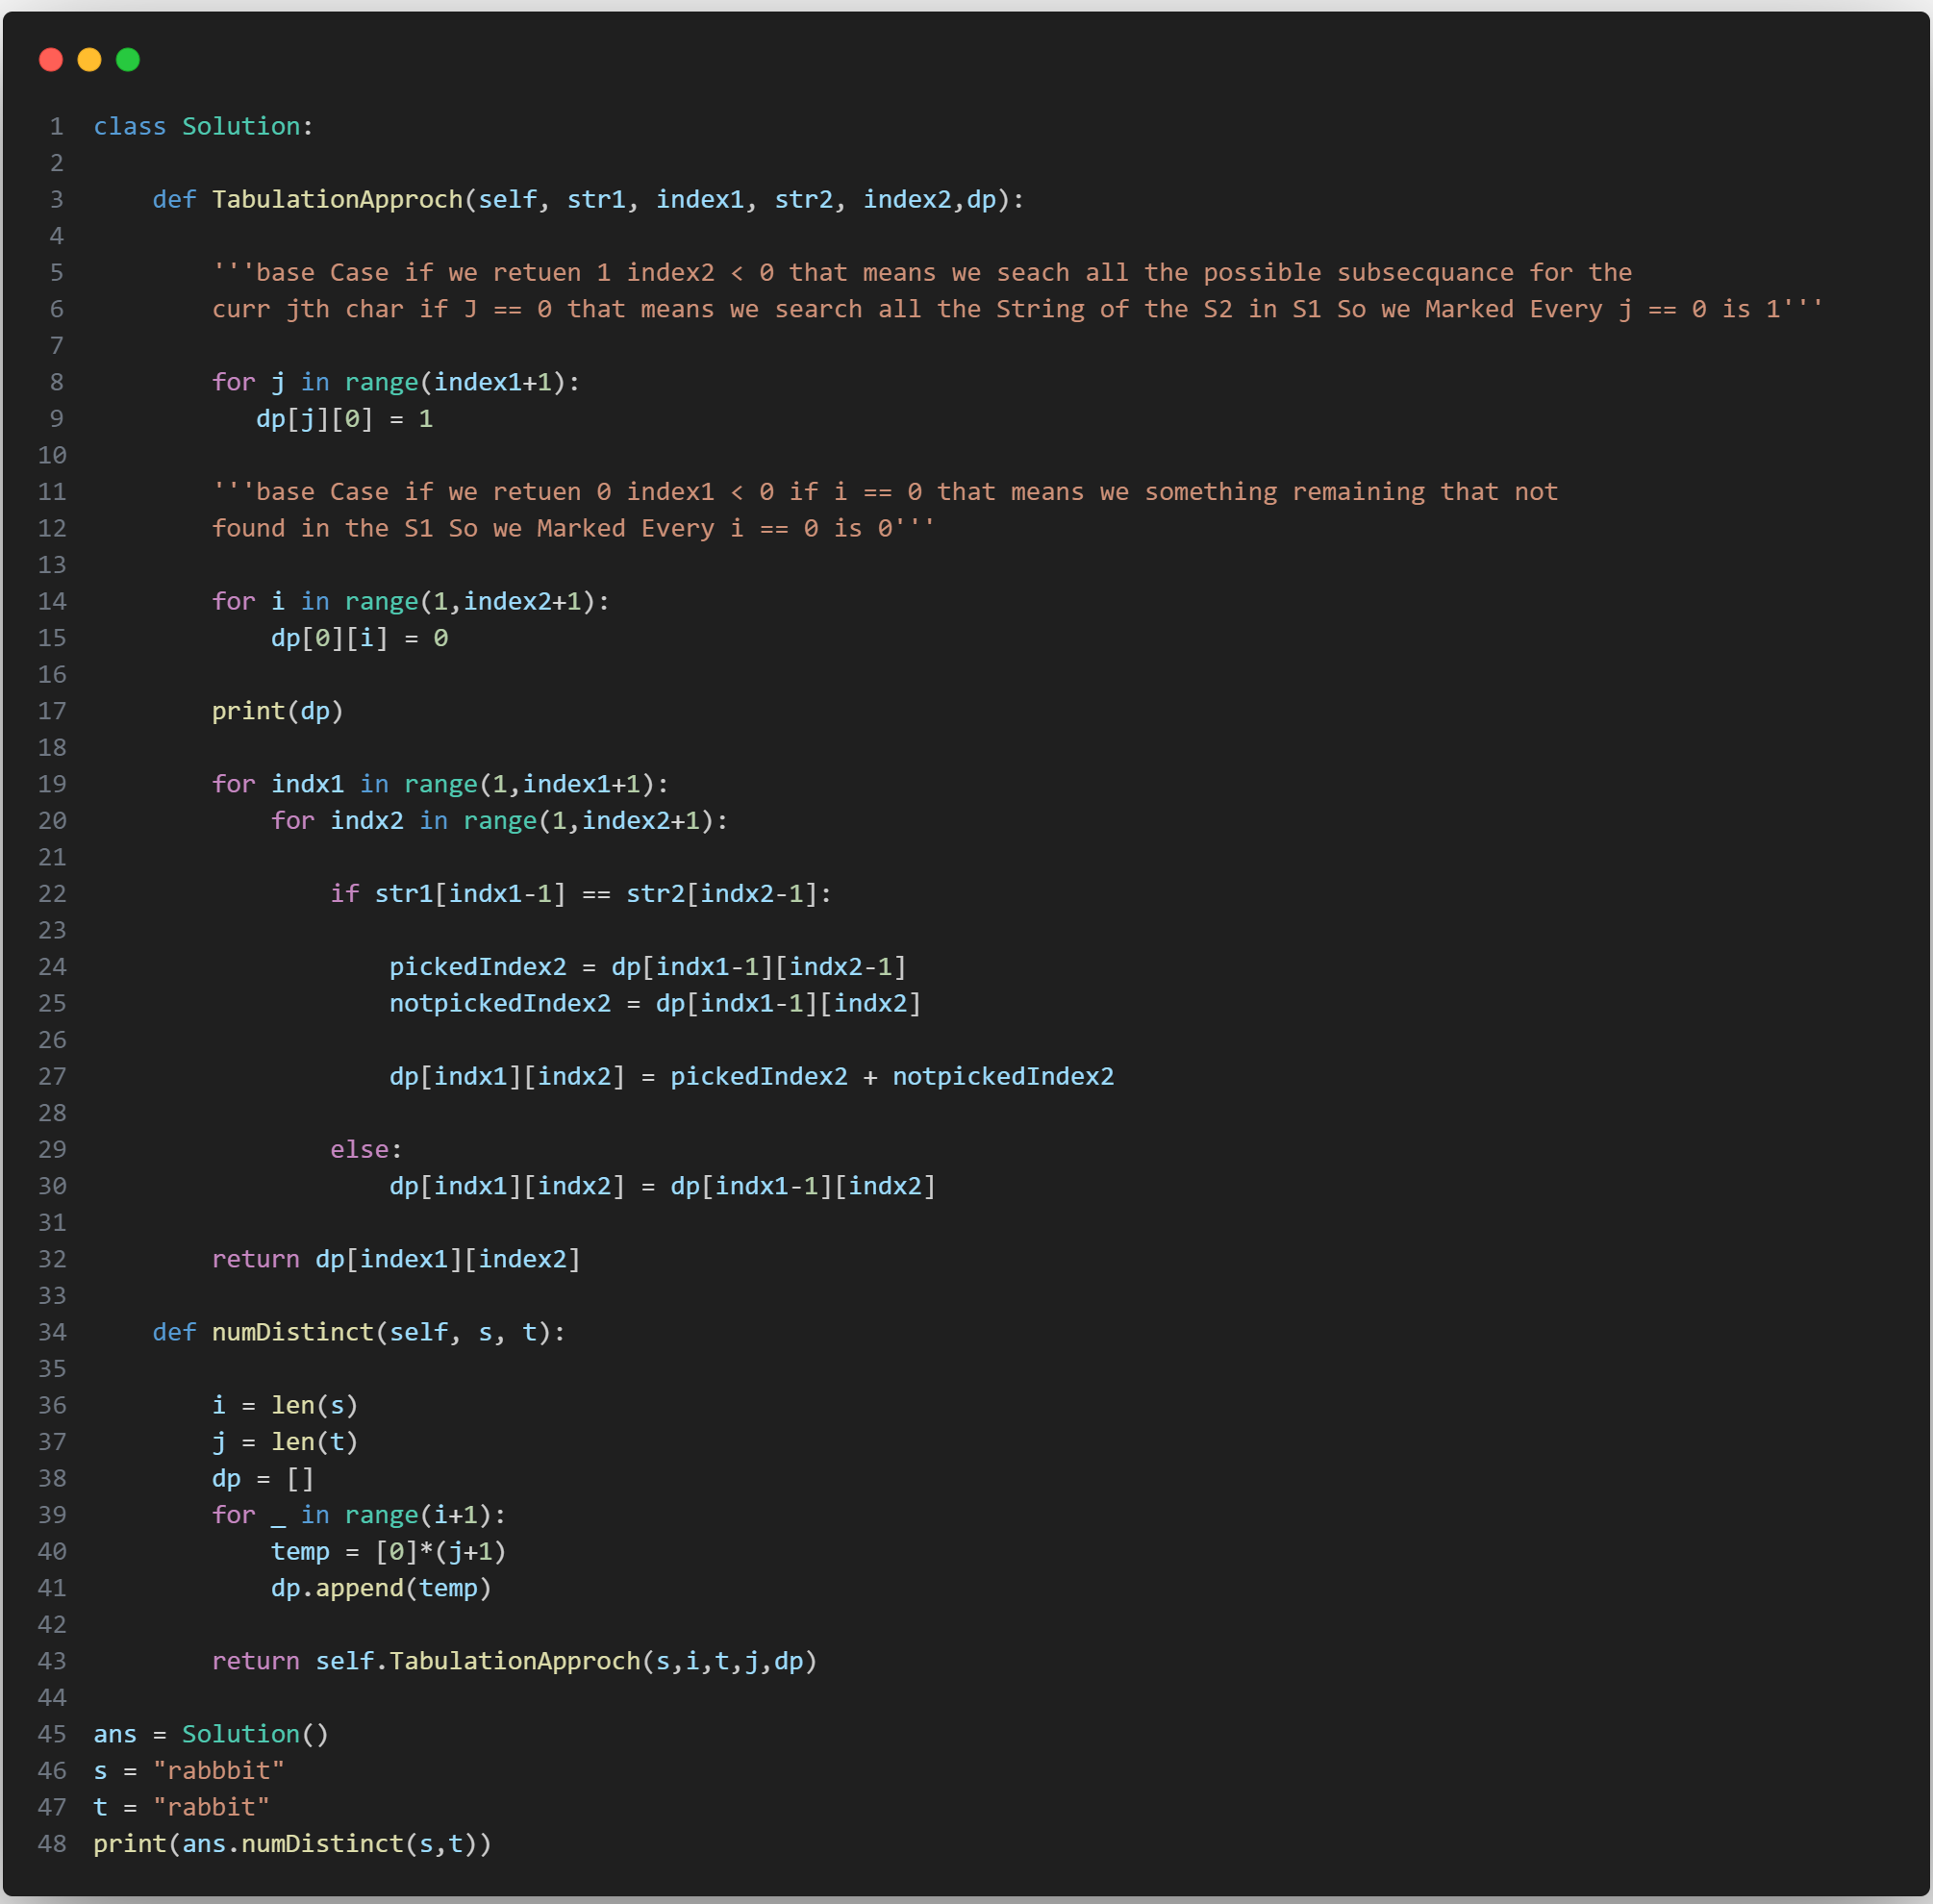 1 class Solution:
2
3     def TabulationApproch(self, str1, index1, str2, index2,dp):
4
5         '''base Case if we retuen 1 index2 < 0 that means we seach all the possible subsecquance for the
6         curr jth char if J == 0 that means we search all the String of the S2 in S1 So we Marked Every j == 0 is 1'''
7
8         for j in range(index1+1):
9            dp[j][0] = 1
10
11         '''base Case if we retuen 0 index1 < 0 if i == 0 that means we something remaining that not
12         found in the S1 So we Marked Every i == 0 is 0'''
13
14         for i in range(1,index2+1):
15             dp[0][i] = 0
16
17         print(dp)
18
19         for indx1 in range(1,index1+1):
20             for indx2 in range(1,index2+1):
21
22                 if str1[indx1-1] == str2[indx2-1]:
23
24                     pickedIndex2 = dp[indx1-1][indx2-1]
25                     notpickedIndex2 = dp[indx1-1][indx2]
26
27                     dp[indx1][indx2] = pickedIndex2 + notpickedIndex2
28
29                 else:
30                     dp[indx1][indx2] = dp[indx1-1][indx2]
31
32         return dp[index1][index2]
33
34     def numDistinct(self, s, t):
35
36         i = len(s)
37         j = len(t)
38         dp = []
39         for _ in range(i+1):
40             temp = [0]*(j+1)
41             dp.append(temp)
42
43         return self.TabulationApproch(s,i,t,j,dp)
44
45 ans = Solution()
46 s = "rabbbit"
47 t = "rabbit"
48 print(ans.numDistinct(s,t))